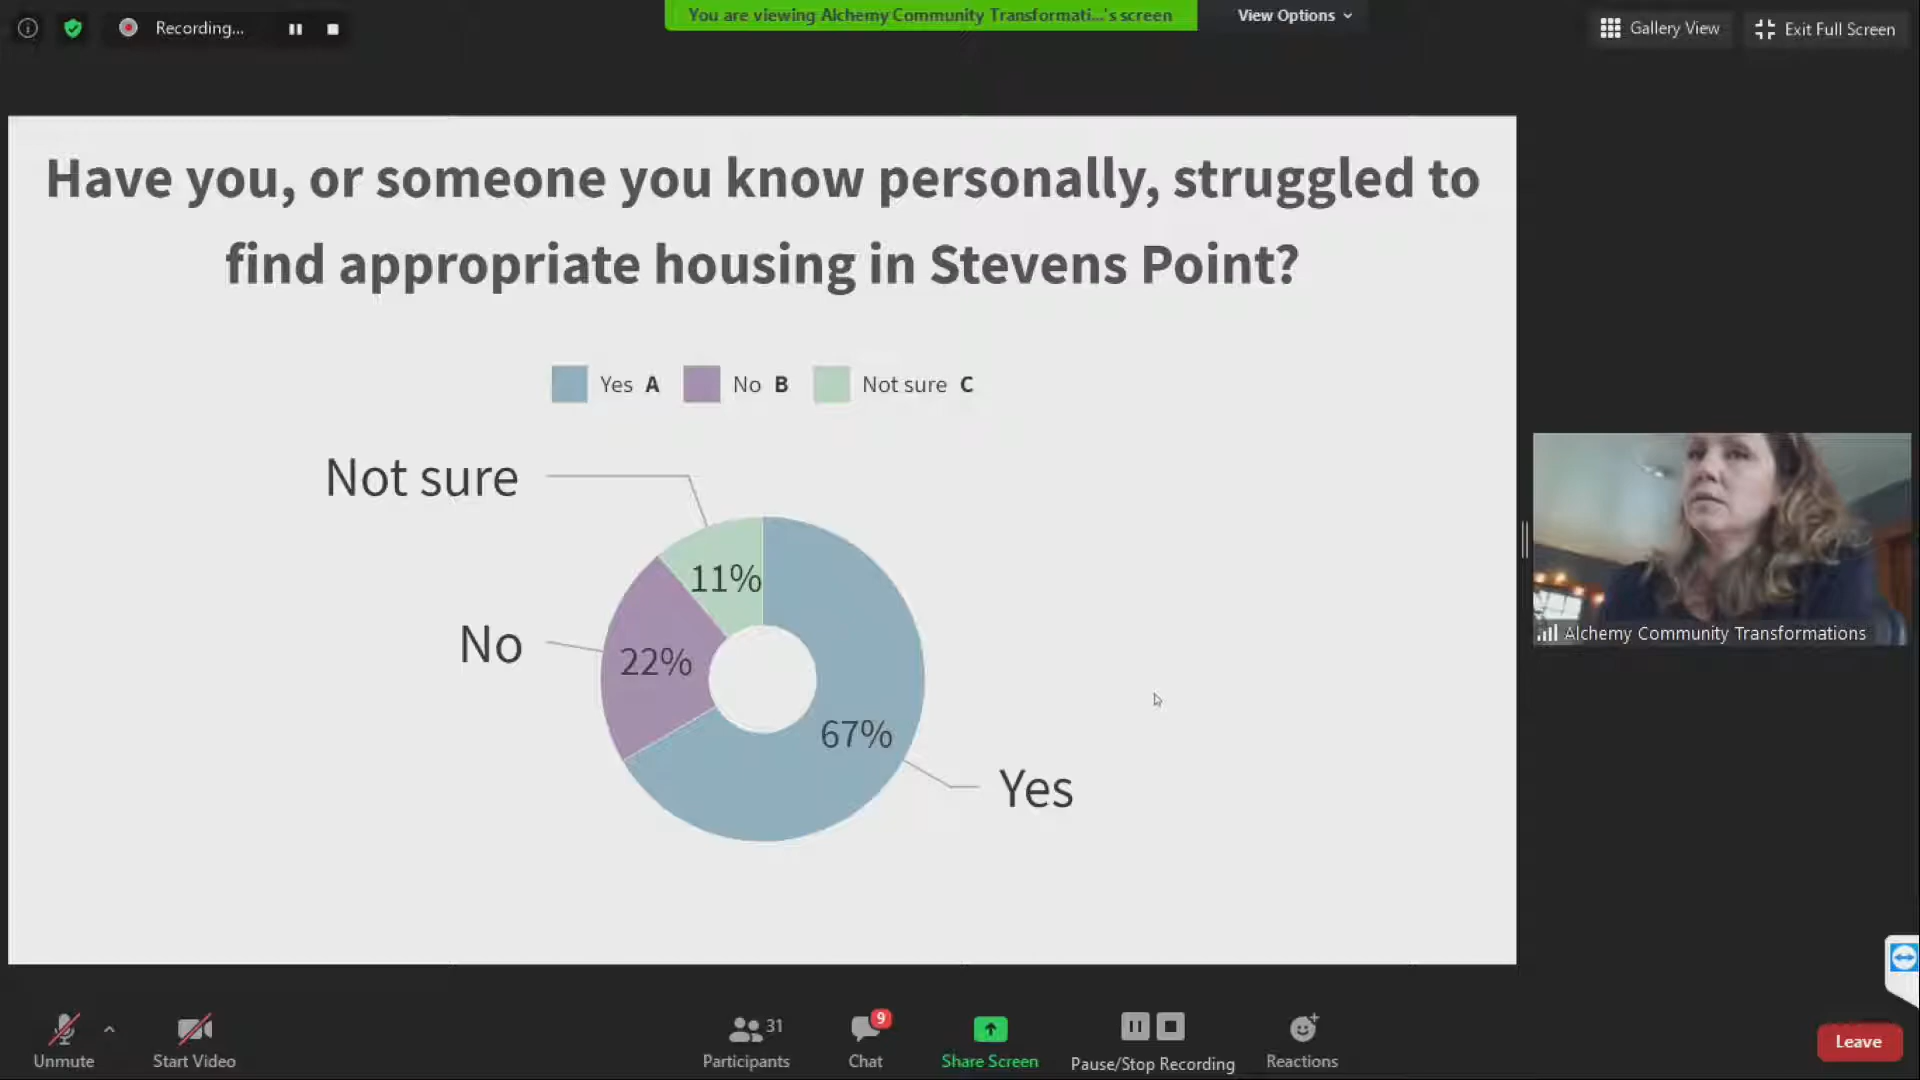 Recording...
You are viewing Alchemy Community Transformati...'s screen
View Options
Gallery View
Exit Full Screen
Have you, or someone you know personally, struggled to
find appropriate housing in Stevens Point?
Yes A No B Not sure C
Not sure
11%
No
22%
67%
Yes
Alchemy Community Transformations
Unmute
Start Video
31
Participants
9
Chat
Share Screen
Pause/Stop Recording
Reactions
Leave